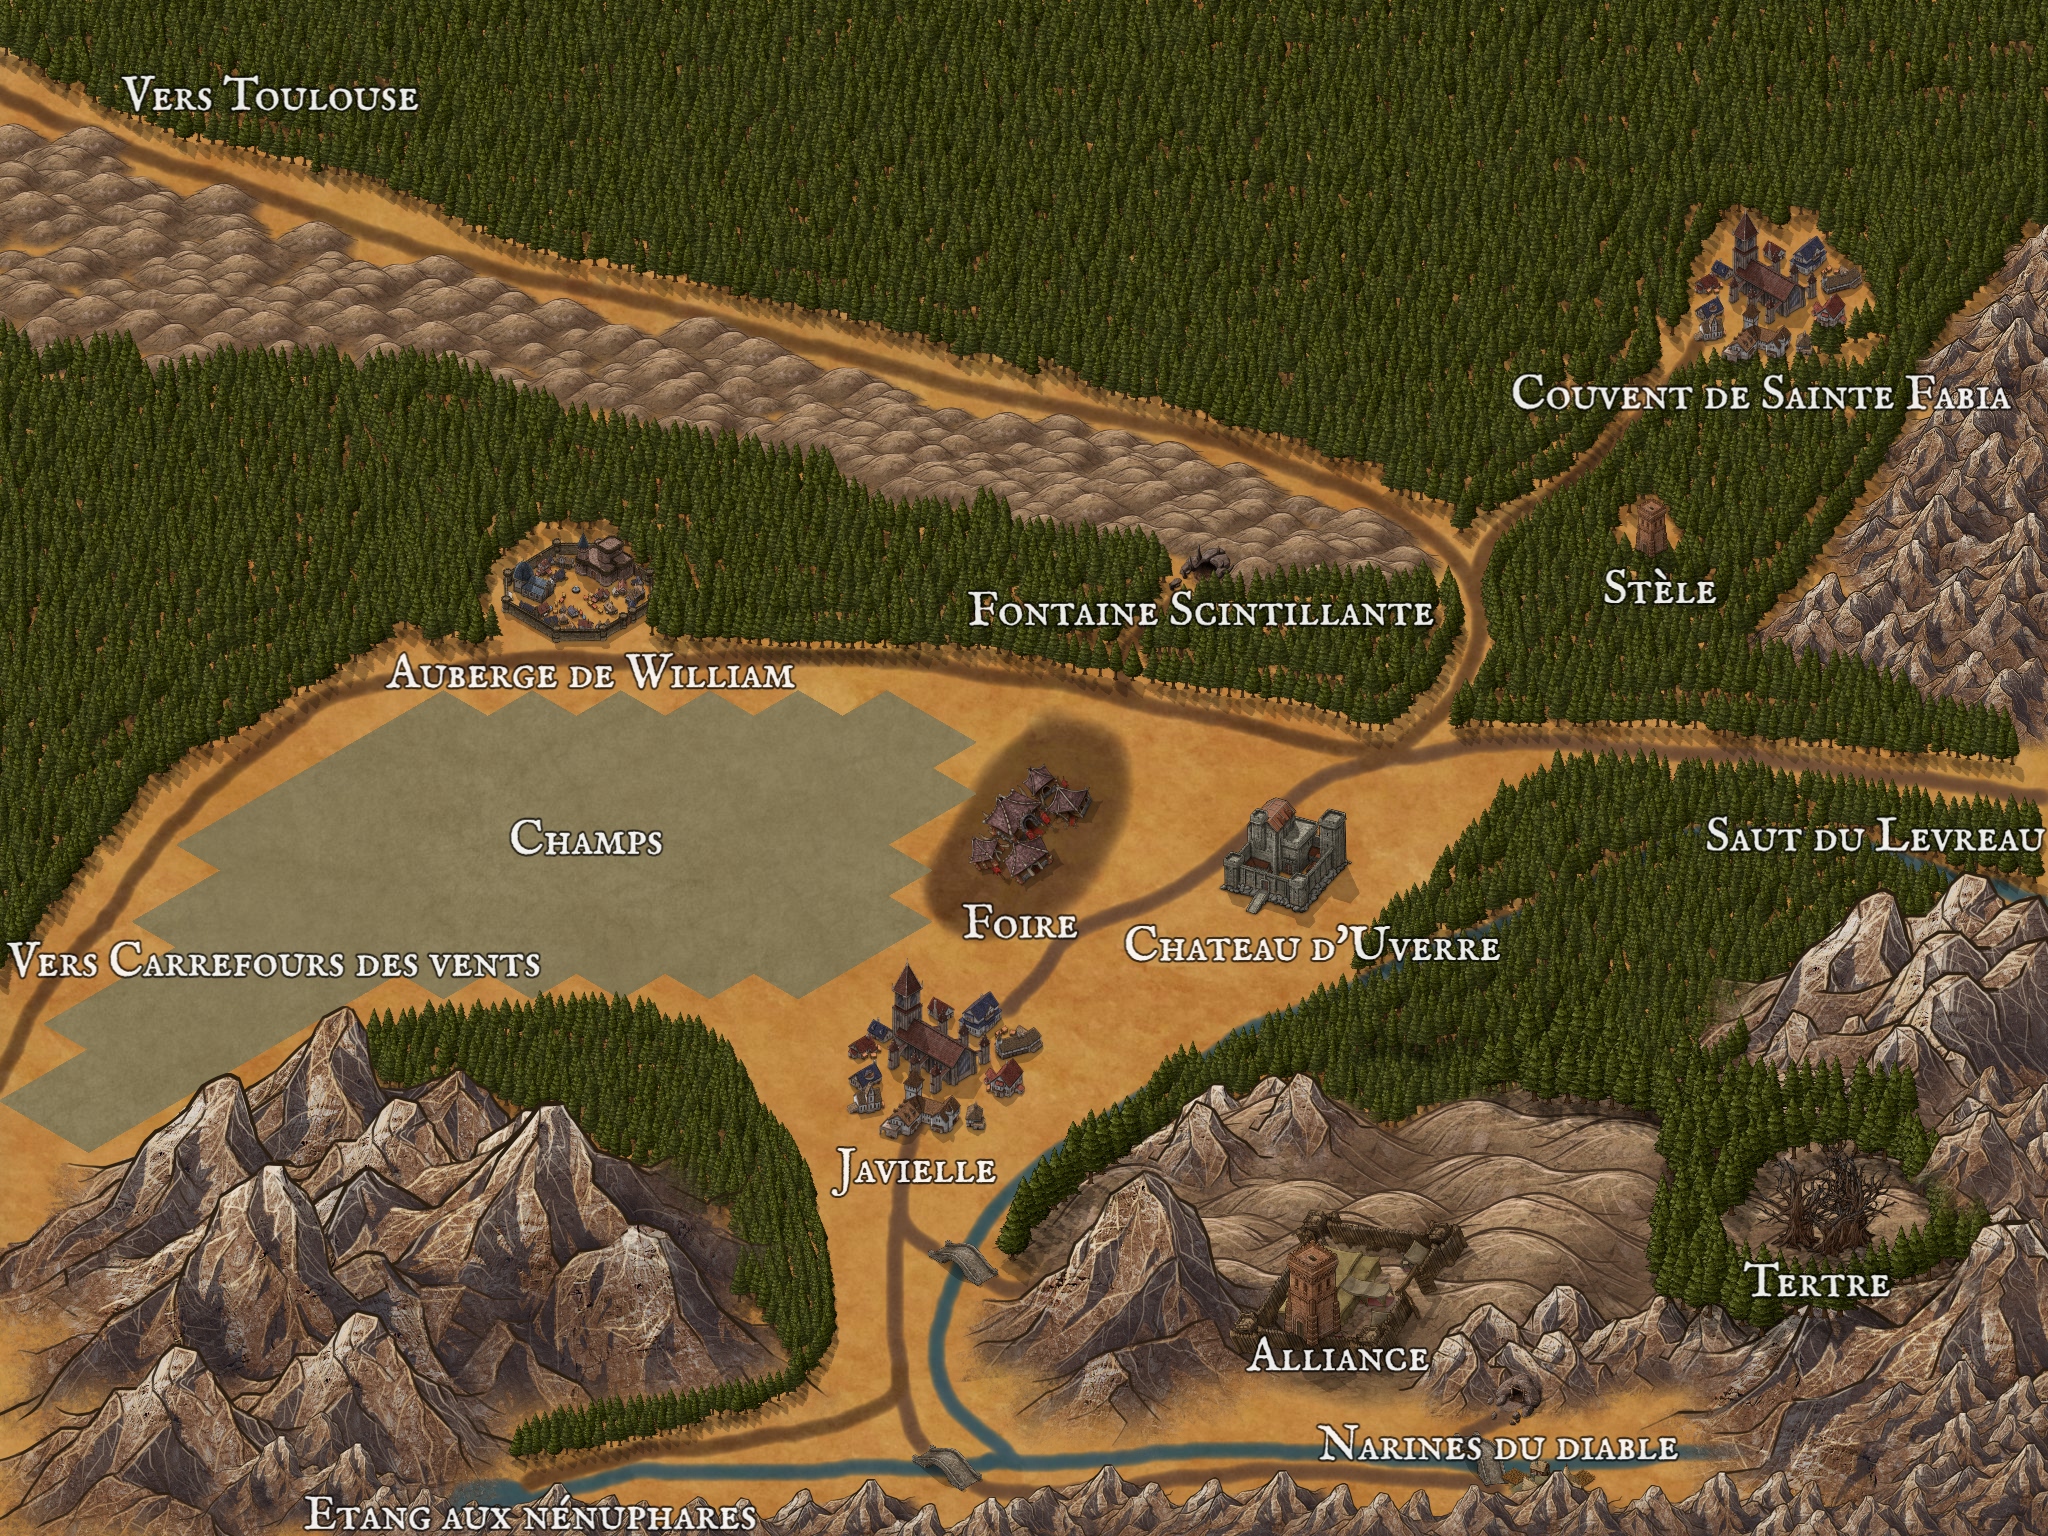 Vers Toulouse
Couvent de Sainte Fabia
Stèle
Fontaine Scintillante
Auberge de William
Champs
Saut du Levreau
Foire
Chateau d'Uverre
Vers Carrefours des vents
Javielle
Tertre
Alliance
Narines du diable
Etang aux nénuphares